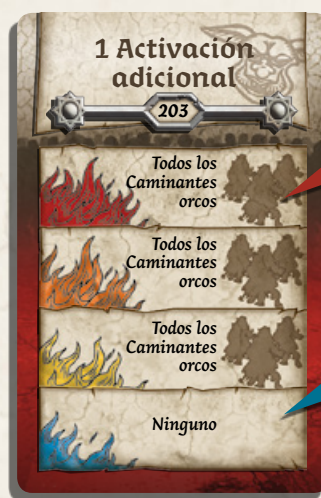 1 Activación
adicional
203
Todos los
Caminantes
orcos
Todos los
Caminantes
orcos
Todos los
Caminantes
orcos
Ninguno